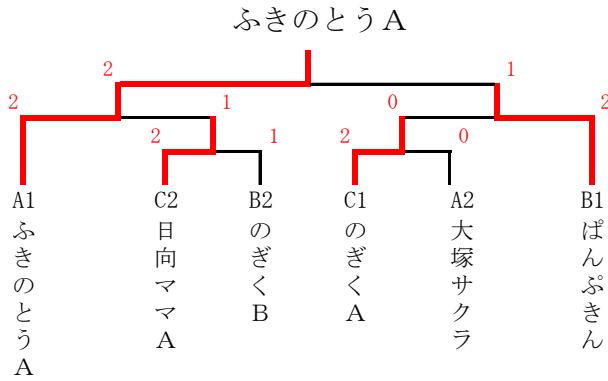 ふきのとうA
2 1
2 1 0 2
2 1 2 0
A1 C2 B2 C1 A2 B1
ふきのとうA
日向ママA
のぎくB
のぎくA
大塚サクラ
ぱんぷきん